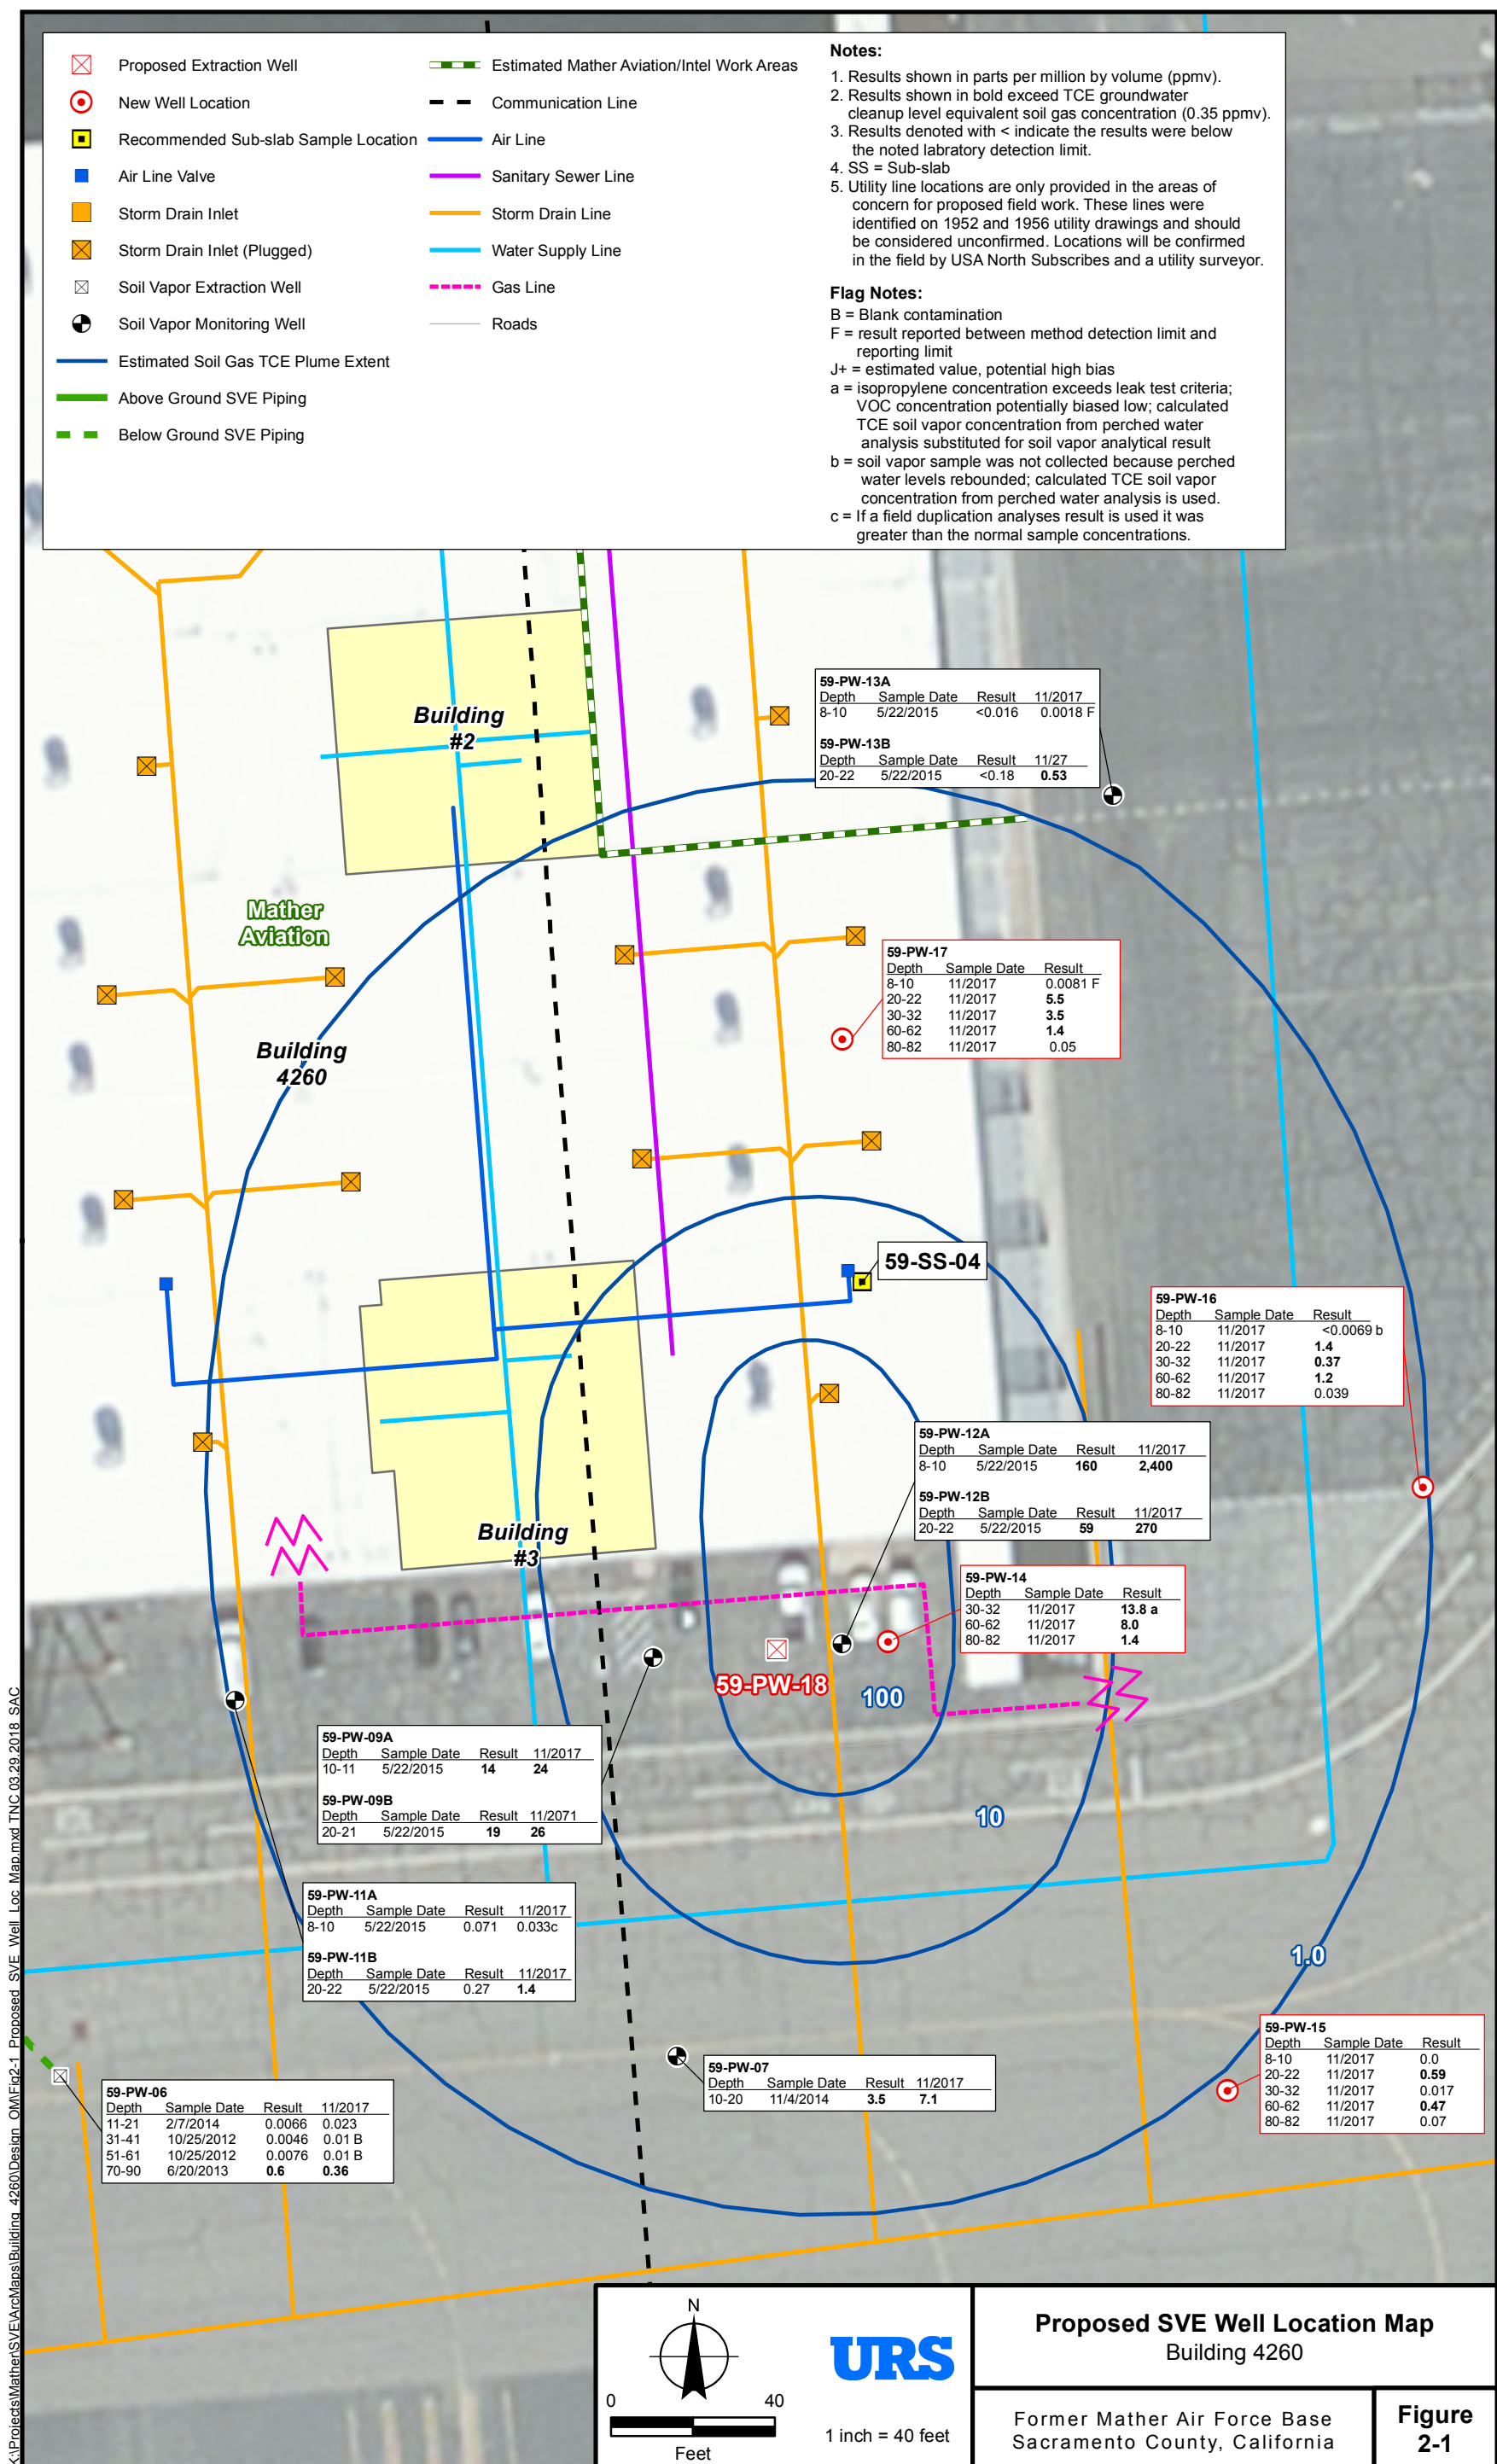 Proposed Extraction Well
New Well Location
Recommended Sub-slab Sample Location
Air Line Valve
Storm Drain Inlet
Storm Drain Inlet (Plugged)
Soil Vapor Extraction Well
Soil Vapor Monitoring Well
Estimated Soil Gas TCE Plume Extent
Above Ground SVE Piping
Below Ground SVE Piping
Estimated Mather Aviation/Intel Work Areas
Communication Line
Air Line
Sanitary Sewer Line
Storm Drain Line
Water Supply Line
Gas Line
Roads
Notes:
1. Results shown in parts per million by volume (ppmv).
2. Results shown in bold exceed TCE groundwater
cleanup level equivalent soil gas concentration (0.35 ppmv).
3. Results denoted with < indicate the results were below
the noted labratory detection limit.
4. SS = Sub-slab
5. Utility line locations are only provided in the areas of
concern for proposed field work. These lines were
identified on 1952 and 1956 utility drawings and should
be considered unconfirmed. Locations will be confirmed
in the field by USA North Subscribes and a utility surveyor.
Flag Notes:
B = Blank contamination
F = result reported between method detection limit and
reporting limit
J+ = estimated value, potential high bias
a = isopropylene concentration exceeds leak test criteria;
VOC concentration potentially biased low; calculated
TCE soil vapor concentration from perched water
analysis substituted for soil vapor analytical result
b = soil vapor sample was not collected because perched
water levels rebounded; calculated TCE soil vapor
concentration from perched water analysis is used.
c = If a field duplication analyses result is used it was
greater than the normal sample concentrations.
Building
#2
59-PW-13A
Depth Sample Date Result 11/2017
8-10 5/22/2015 <0.016 0.0018 F
59-PW-13B
Depth Sample Date Result 11/27
20-22 5/22/2015 <0.18 0.53
Mather
Aviation
59-PW-17
Depth Sample Date Result
8-10 11/2017 0.0081 F
20-22 11/2017 5.5
30-32 11/2017 3.5
60-62 11/2017 1.4
80-82 11/2017 0.05
Building
4260
59-SS-04
59-PW-16
Depth Sample Date Result
8-10 11/2017 <0.0069 b
20-22 11/2017 1.4
30-32 11/2017 0.37
60-62 11/2017 1.2
80-82 11/2017 0.039
59-PW-12A
Depth Sample Date Result 11/2017
8-10 5/22/2015 160 2,400
59-PW-12B
Depth Sample Date Result 11/2017
20-22 5/22/2015 59 270
Building
#3
59-PW-14
Depth Sample Date Result
30-32 11/2017 13.8 a
60-62 11/2017 8.0
80-82 11/2017 1.4
59-PW-18
100
59-PW-09A
Depth Sample Date Result 11/2017
10-11 5/22/2015 14 24
59-PW-09B
Depth Sample Date Result 11/2071
20-21 5/22/2015 19 26
10
59-PW-11A
Depth Sample Date Result 11/2017
8-10 5/22/2015 0.071 0.033c
59-PW-11B
Depth Sample Date Result 11/2017
20-22 5/22/2015 0.27 1.4
1.0
59-PW-15
Depth Sample Date Result
8-10 11/2017 0.0
20-22 11/2017 0.59
30-32 11/2017 0.017
60-62 11/2017 0.47
80-82 11/2017 0.07
59-PW-07
Depth Sample Date Result 11/2017
10-20 11/4/2014 3.5 7.1
59-PW-06
Depth Sample Date Result 11/2017
11-21 2/7/2014 0.0066 0.023
31-41 10/25/2012 0.0046 0.01 B
51-61 10/25/2012 0.0076 0.01 B
70-90 6/20/2013 0.6 0.36
K:\Projects\Mather\SVE\ArcMaps\Building_4260\Design_OM\Fig2-1_Proposed_SVE_Well_Loc_Map.mxd TNC 03.29.2018 SAC
N
0 40
Feet
URS
1 inch = 40 feet
Proposed SVE Well Location Map
Building 4260
Former Mather Air Force Base
Sacramento County, California
Figure
2-1